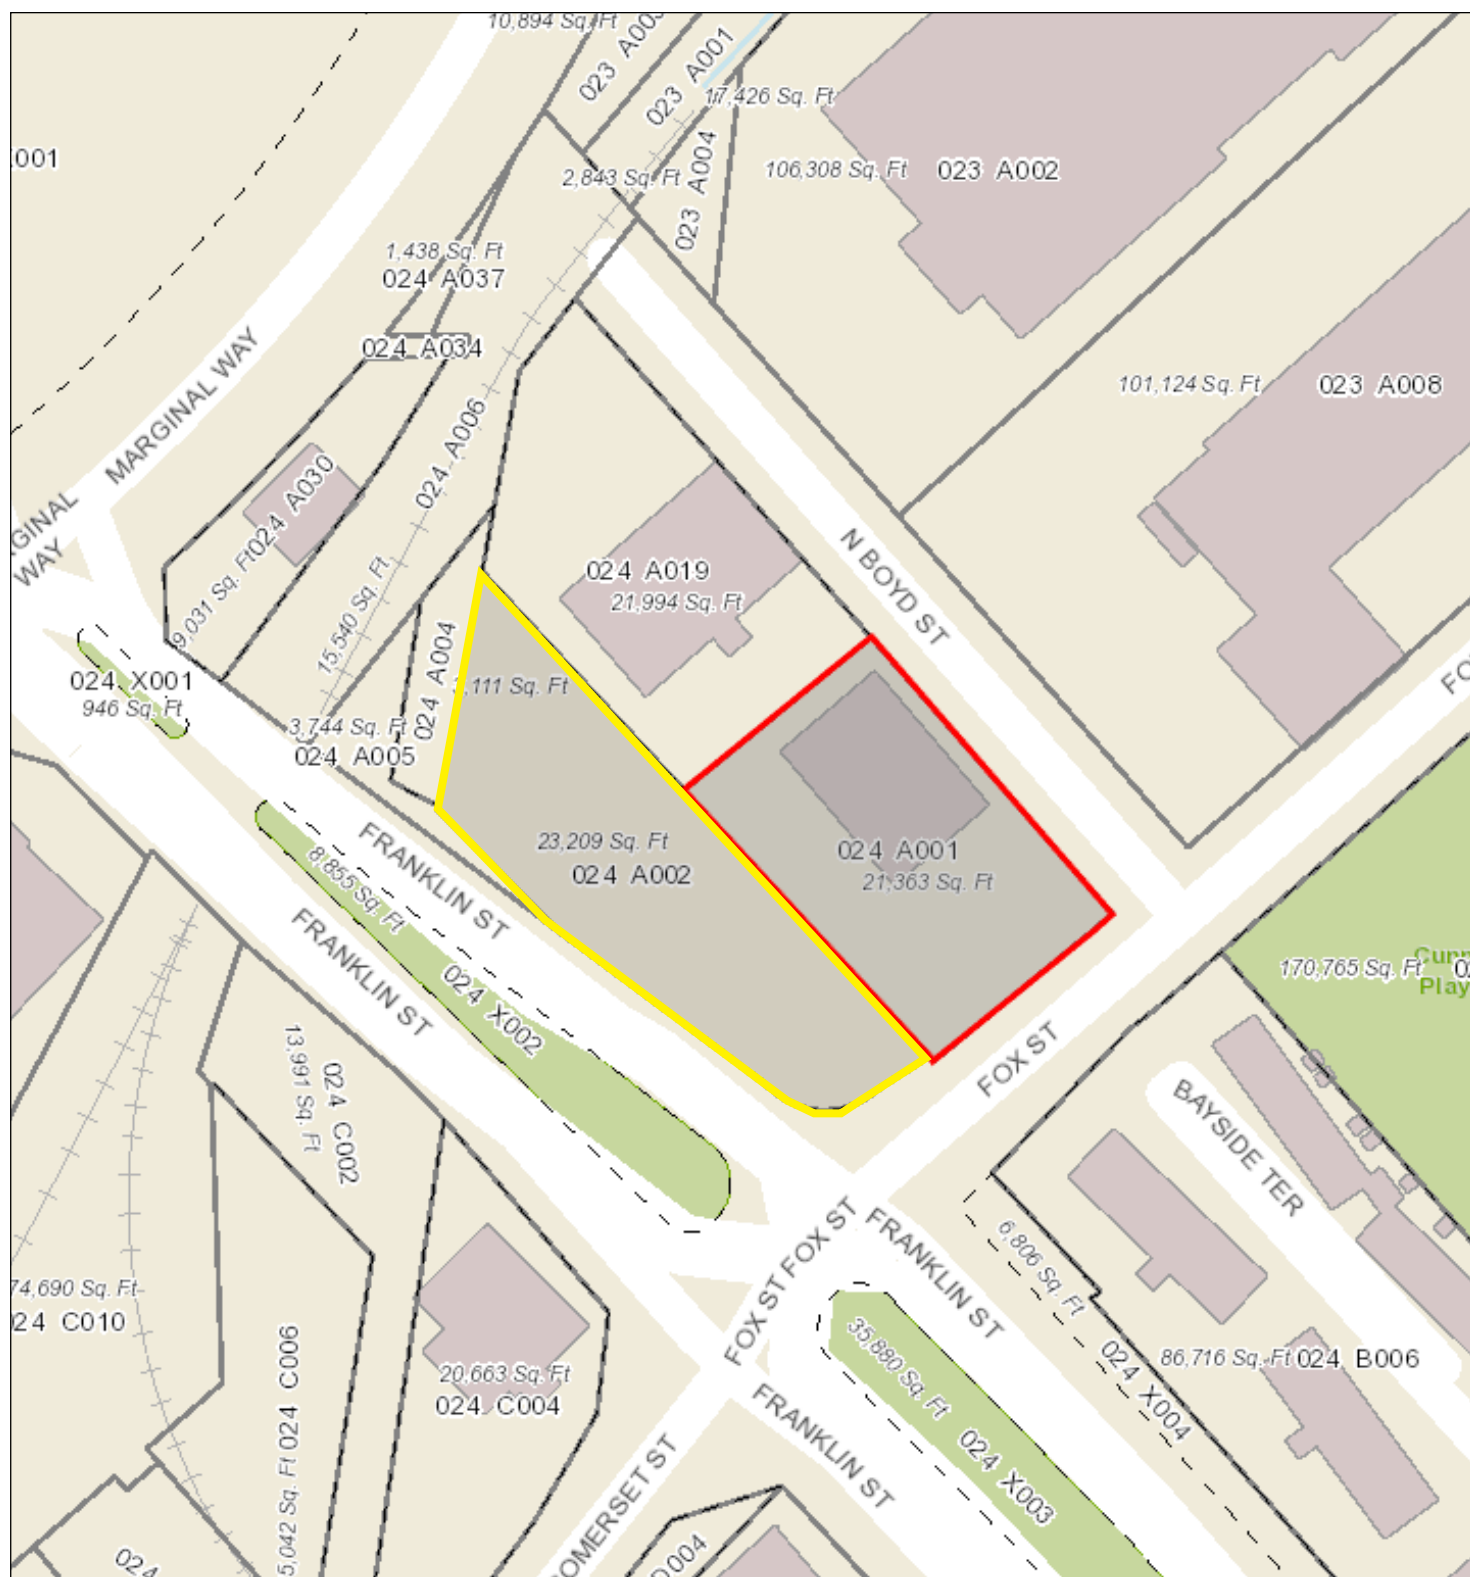 10,894 Sq. Ft
023 A001
17,426 Sq. Ft
2,843 Sq. Ft
023 A004
106,308 Sq. Ft
023 A002
1,438 Sq. Ft
024 A037
024 A034
MARGINAL WAY
024 A006
101,124 Sq. Ft
023 A008
024 A030
9,031 Sq. Ft
15,540 Sq. Ft
WAY
N BOYD ST
024 A019
21,994 Sq. Ft
024 A004
024 X001
946 Sq. Ft
3,744 Sq. Ft
024 A005
,111 Sq. Ft
FRANKLIN ST
23,209 Sq. Ft
024 A002
024 A001
21,363 Sq. Ft
8,855 Sq. Ft
FRANKLIN ST
024 X002
170,765 Sq. Ft
FOX ST
BAYSIDE TER
024 C002
13,991 Sq. Ft
FOX ST
FOX ST
FRANKLIN ST
6,806 Sq. Ft
024 X004
74,690 Sq. Ft
24 C010
024 C006
5,042 Sq. Ft
20,663 Sq. Ft
024 C004
86,716 Sq. Ft
024 B006
35,880 Sq. Ft
024 X003
FRANKLIN ST
OMERSET ST
024
D004